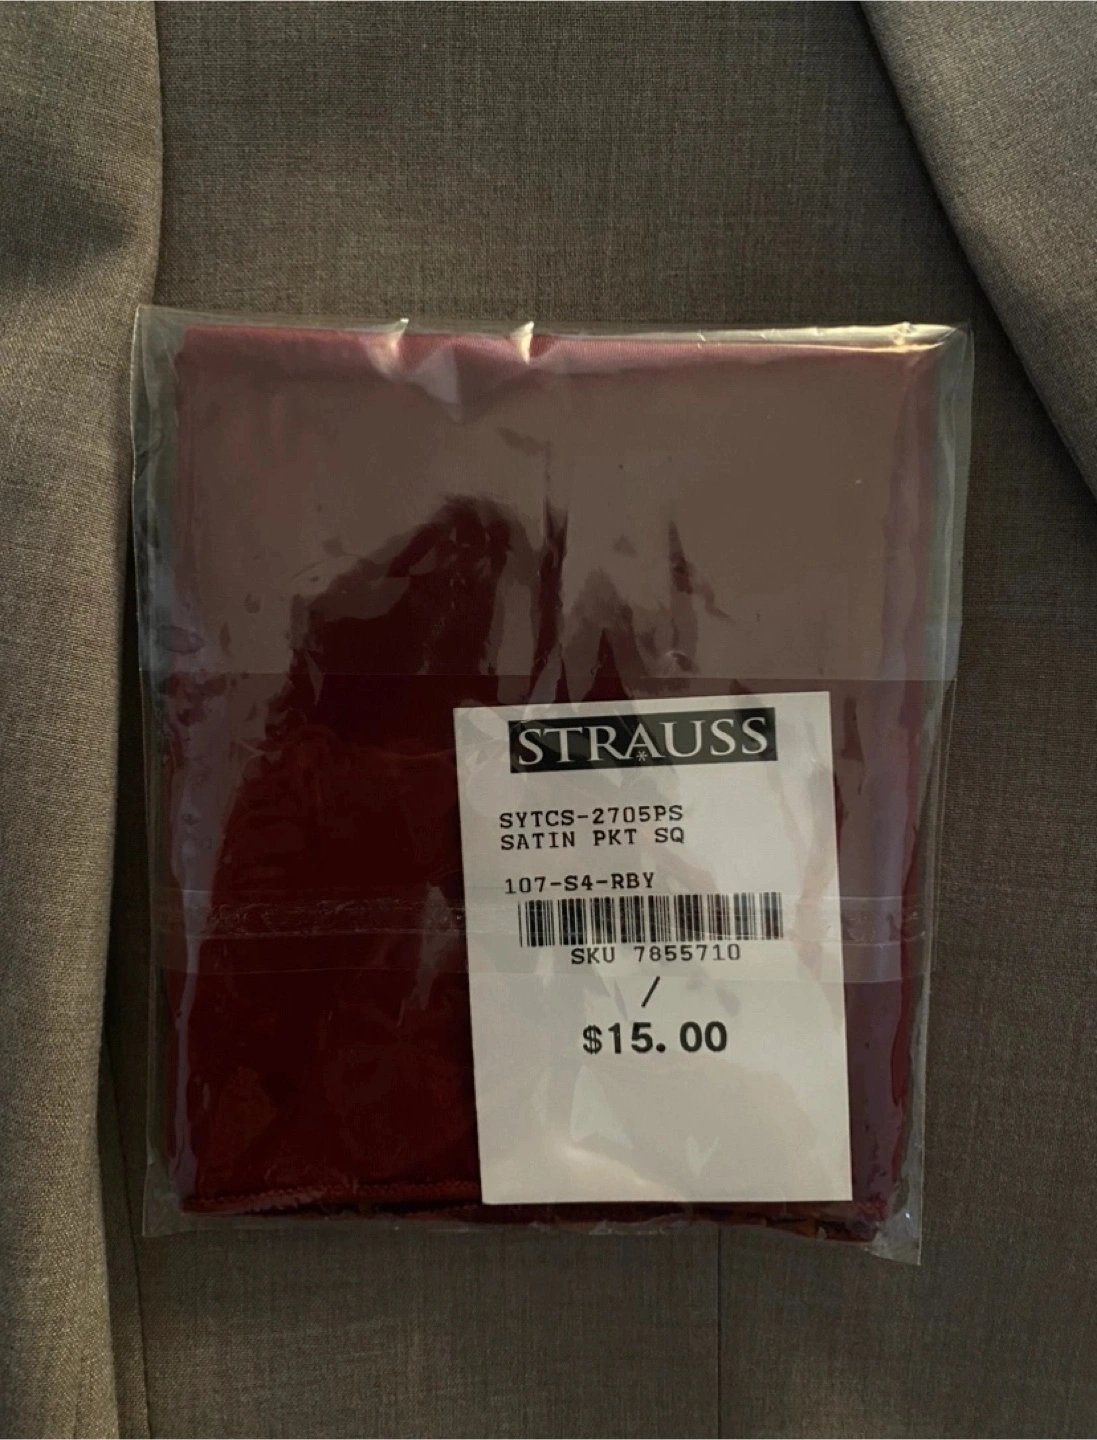 STRAUSS
SYTCS-2705PS
SATIN PKT SQ
107-S4-RBY
SKU 7855710
/
$15.00